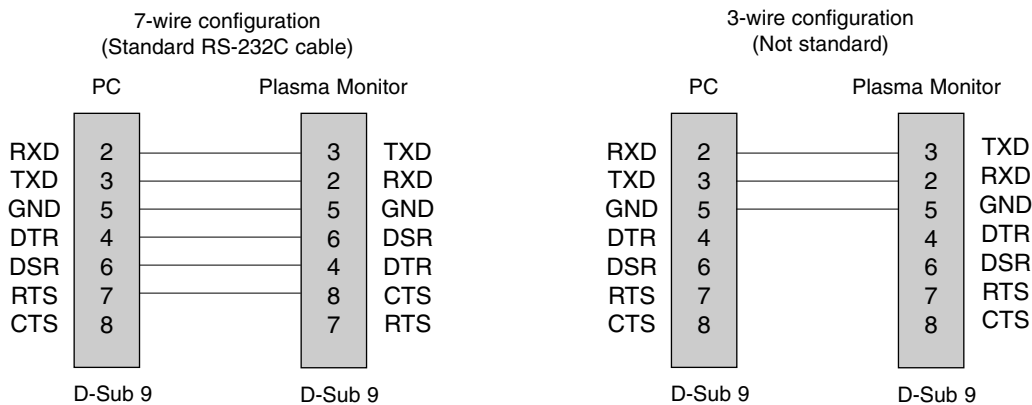 7-wire configuration
(Standard RS-232C cable)
PC Plasma Monitor
RXD 2 3 TXD
TXD 3 2 RXD
GND 5 5 GND
DTR 4 6 DSR
DSR 6 4 DTR
RTS 7 8 CTS
CTS 8 7 RTS
D-Sub 9 D-Sub 9
3-wire configuration
(Not standard)
PC Plasma Monitor
RXD 2 3 TXD
TXD 3 2 RXD
GND 5 5 GND
DTR 4 4 DTR
DSR 6 6 DSR
RTS 7 7 RTS
CTS 8 8 CTS
D-Sub 9 D-Sub 9